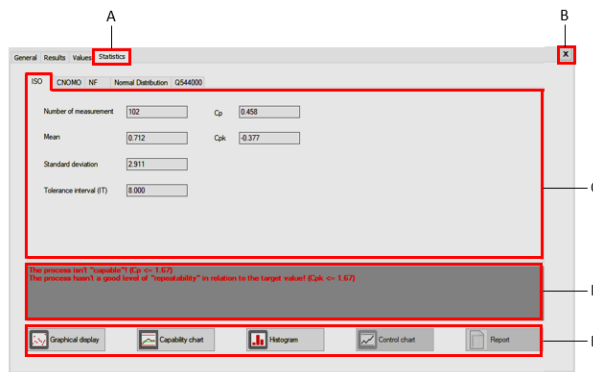 A
B
General Results Values Statistics
x
ISO CNOMO NF Normal Distribution Q544000
Number of measurement 102 Cp 0.458
Mean 0.712 Cpk -0.377
Standard deviation 2.911
Tolerance interval (IT) 8.000
The process isn't "capable"! (Cp <= 1.67)
The process hasn't a good level of "repeatability" in relation to the target value! (Cpk <= 1.67)
Graphical display Capability chart Histogram Control chart Report